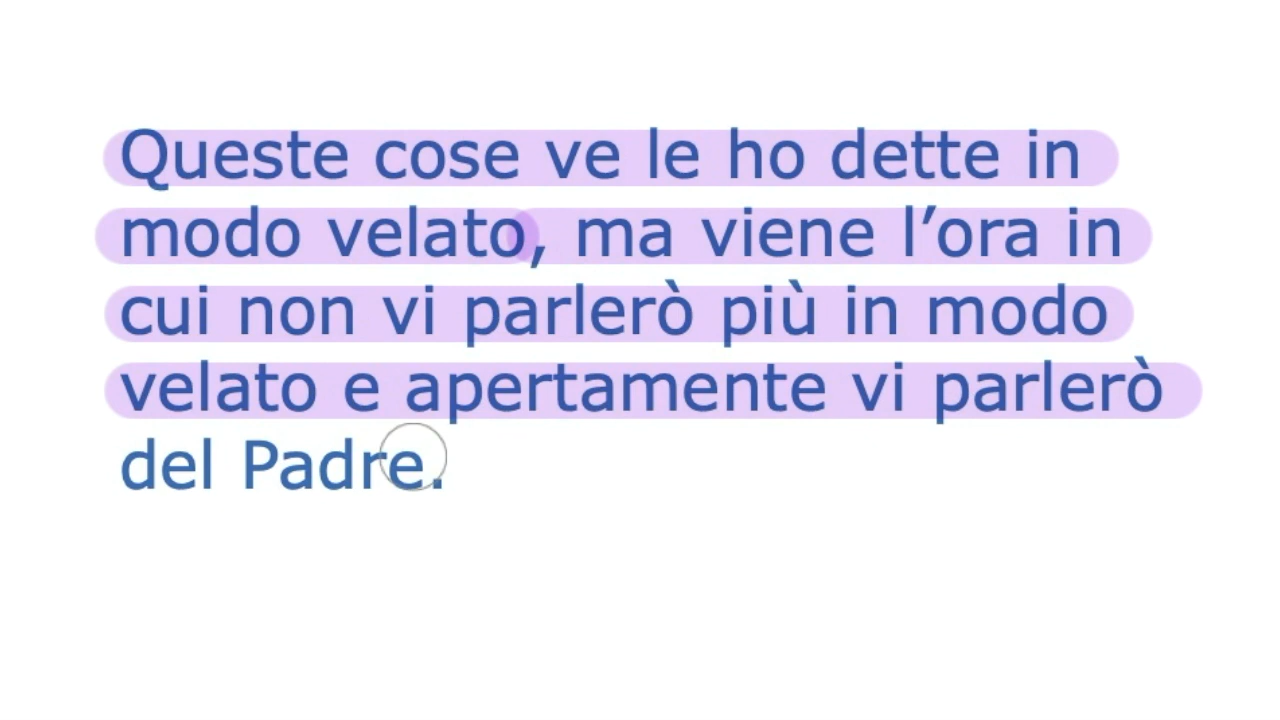 Queste cose ve le ho dette in
modo velato, ma viene l’ora in
cui non vi parlerò più in modo
velato e apertamente vi parlerò
del Padre.